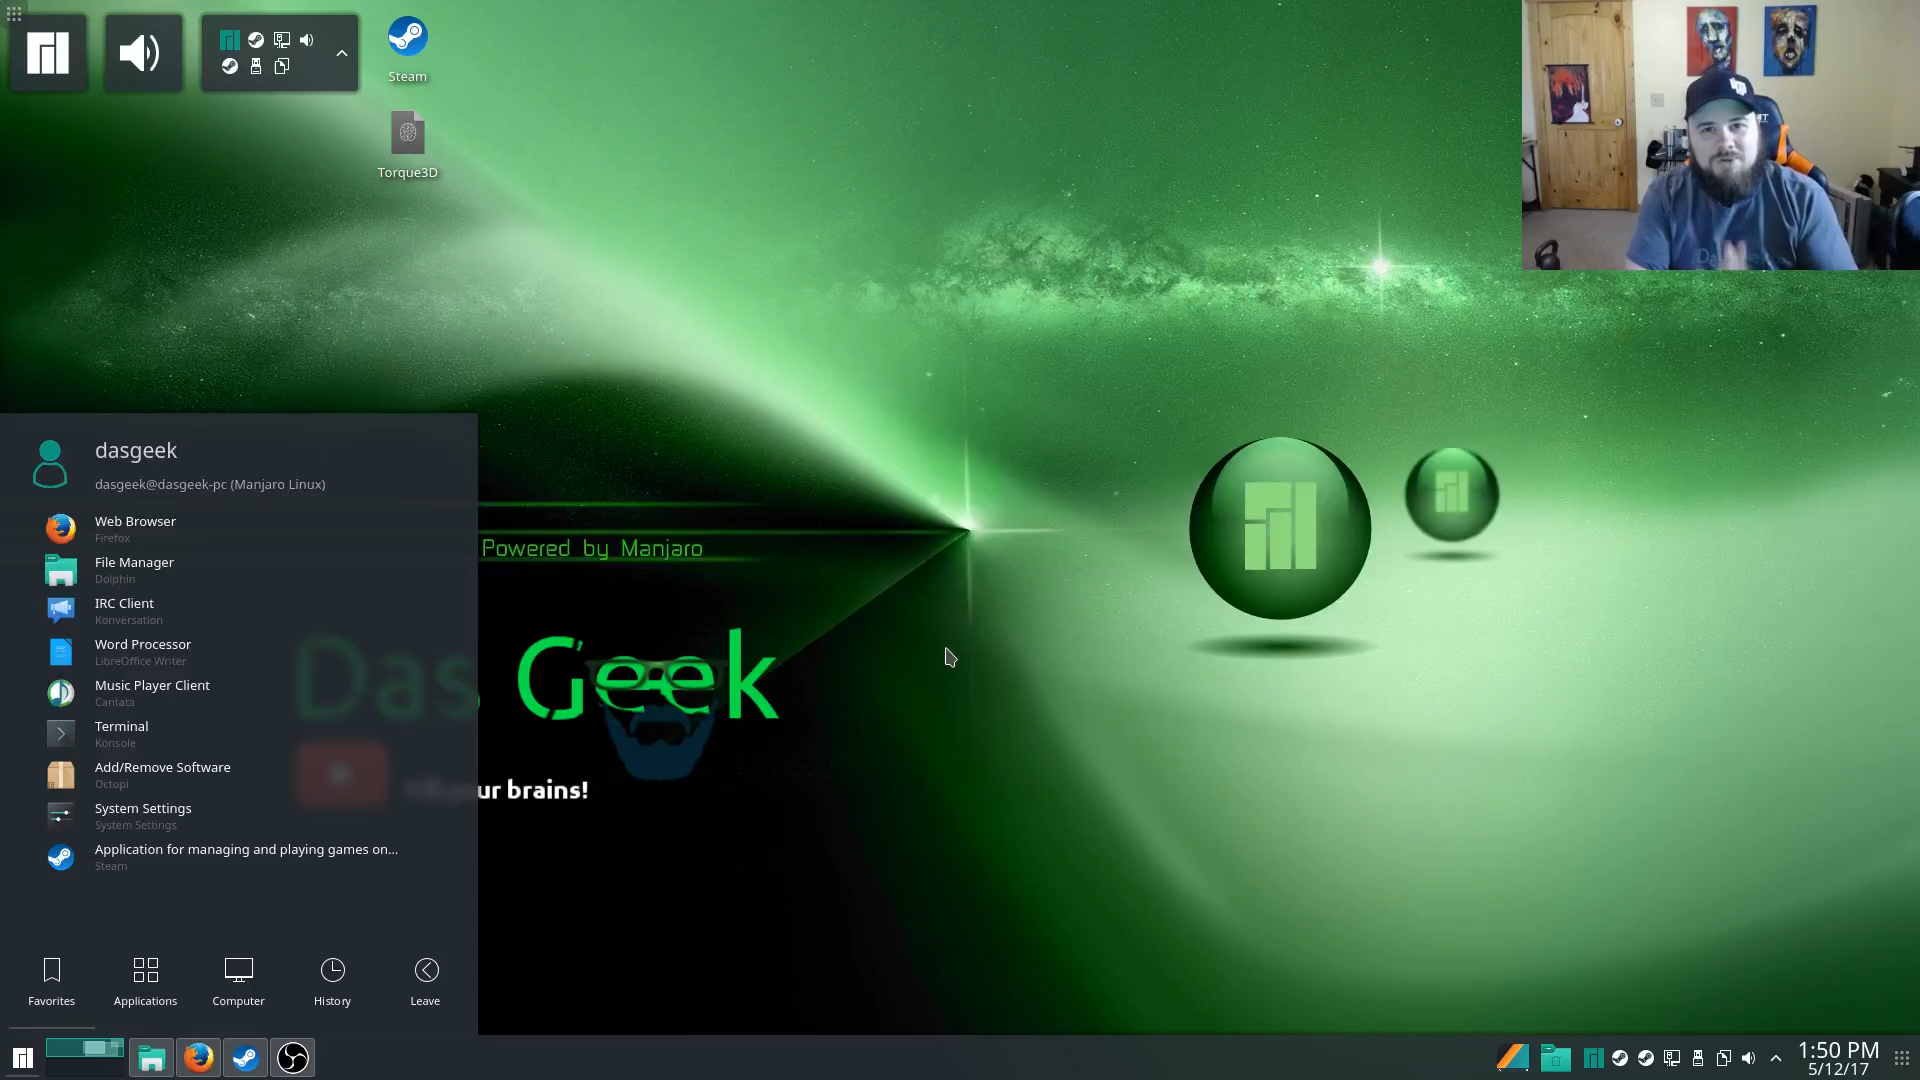 Steam
Torque3D
dasgeek
dasgeek@dasgeek-pc (Manjaro Linux)
Web Browser
Firefox
File Manager
Dolphin
IRC Client
Konversation
Word Processor
LibreOffice Writer
Music Player Client
Cantata
Terminal
Konsole
Add/Remove Software
Octopi
System Settings
System Settings
Application for managing and playing games on...
Steam
Favorites
Applications
Computer
History
Leave
Powered by Manjaro
Das Geek
ur brains!
1:50 PM
5/12/17